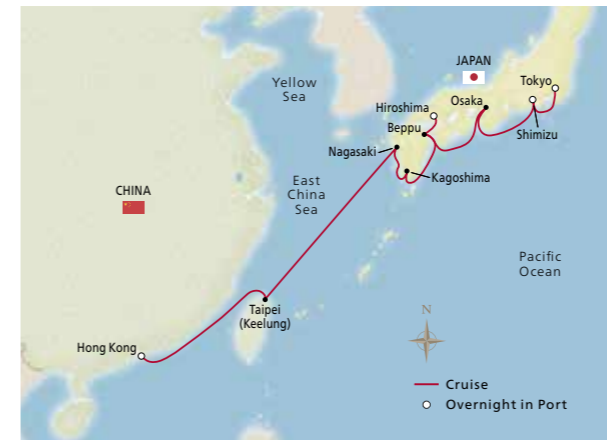 JAPAN
Yellow
Sea
Tokyo
Hiroshima
Osaka
Beppu
Shimizu
Nagasaki
Kagoshima
East
China
Sea
CHINA
Pacific
Ocean
Taipei
(Keelung)
N
Hong Kong
Cruise
Overnight in Port